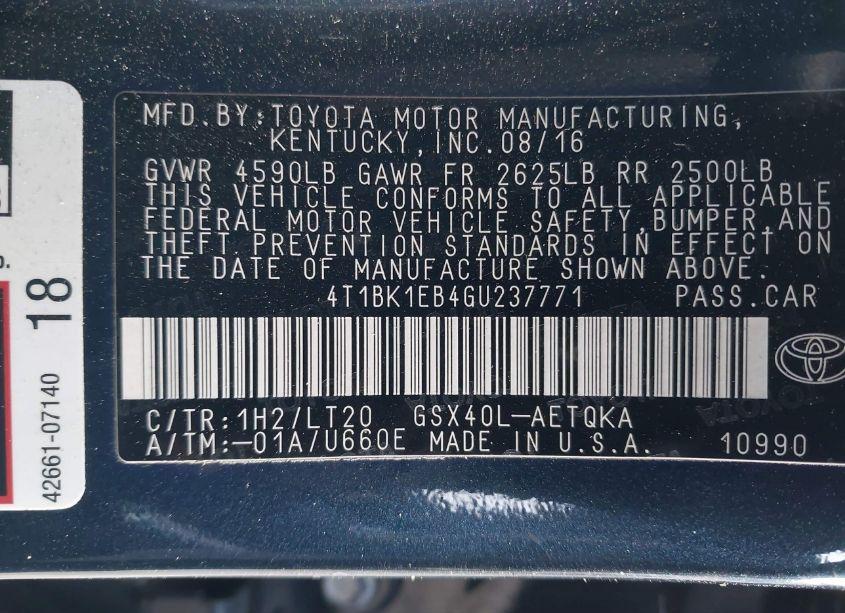 MFD.BY:TOYOTA MOTOR MANUFACTURING,
KENTUCKY,INC.08/16
GVWR 4590LB GAWR FR 2625LB RR 2500LB
THIS VEHICLE CONFORMS TO ALL APPLICABLE
FEDERAL MOTOR VEHICLE SAFETY,BUMPER,AND
THEFT PREVENTION STANDARDS IN EFFECT ON
THE DATE OF MANUFACTURE SHOWN ABOVE.
4T1BK1EB4GU237771 PASS.CAR
C/TR:1H2/LT20 GSX40L-AETQKA
A/TM:-01A/U660E MADE IN U.S.A. 10990
18
42661-07140